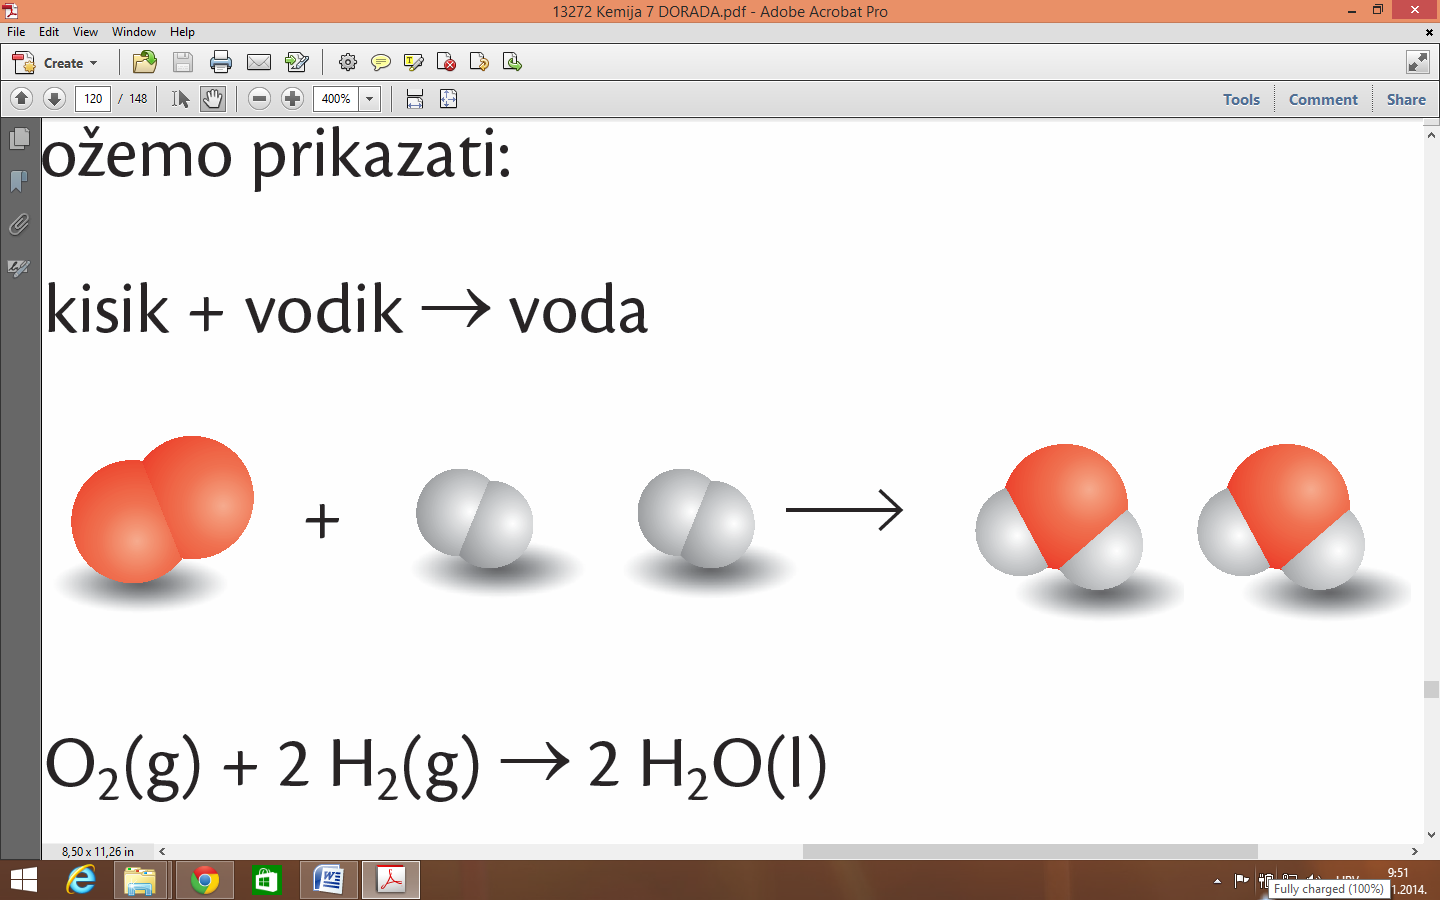 13272 Kemija 7 DORADA.pdf - Adobe Acrobat Pro
File Edit View Window Help
Create
120 / 148 400% Tools Comment Share
ožemo prikazati:
kisik + vodik → voda
+ →
O₂(g) + 2 H₂(g) → 2 H₂O(l)
8,50 x 11,26 in
9:51
Fully charged (100%) 1.2014.